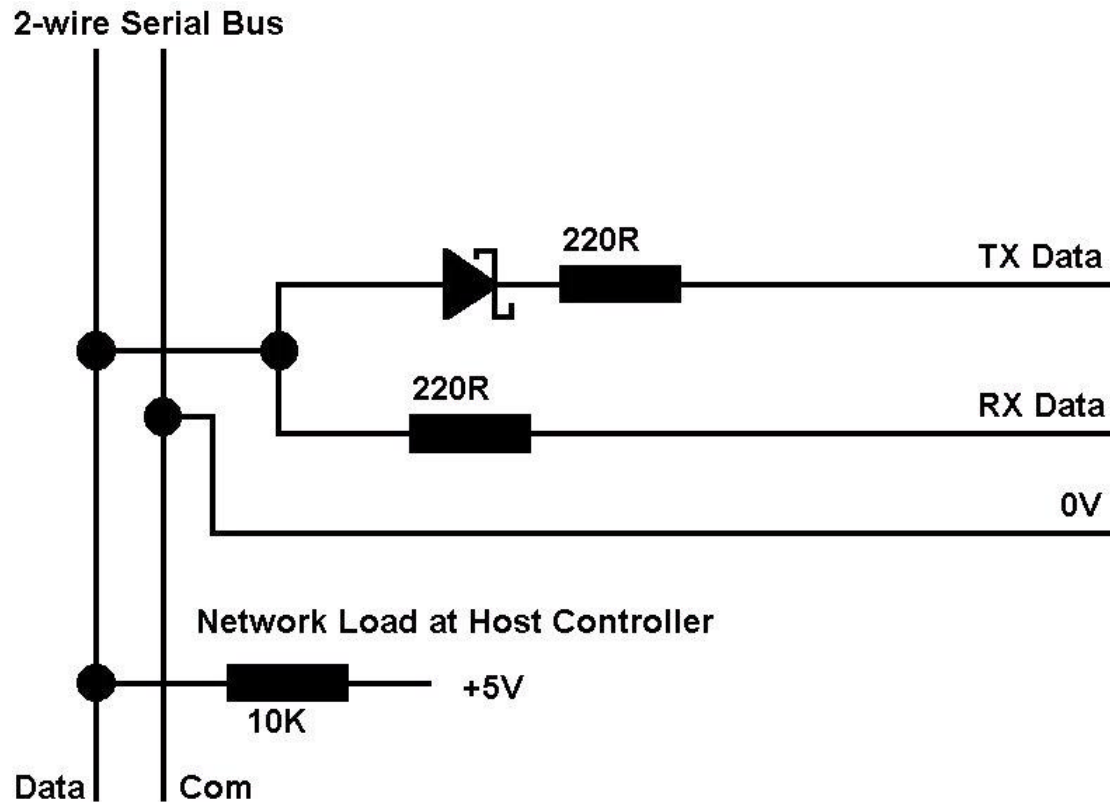 2-wire Serial Bus
220R
TX Data
220R
RX Data
0V
Network Load at Host Controller
+5V
10K
Data
Com